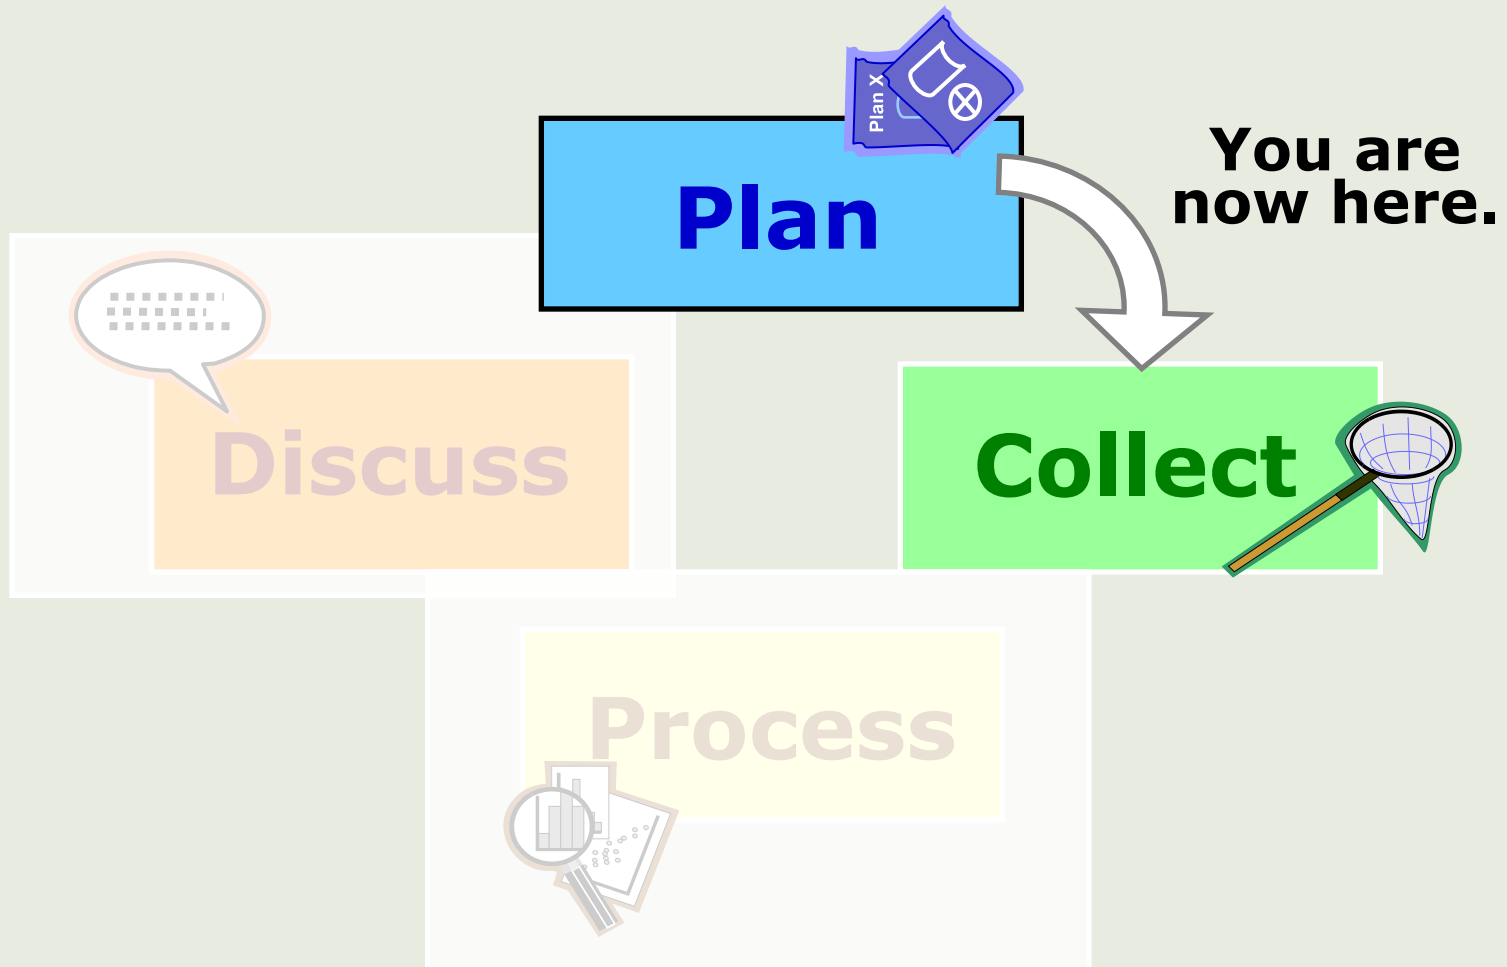 Plan X
Plan
You are
now here.
Discuss
Collect
Process